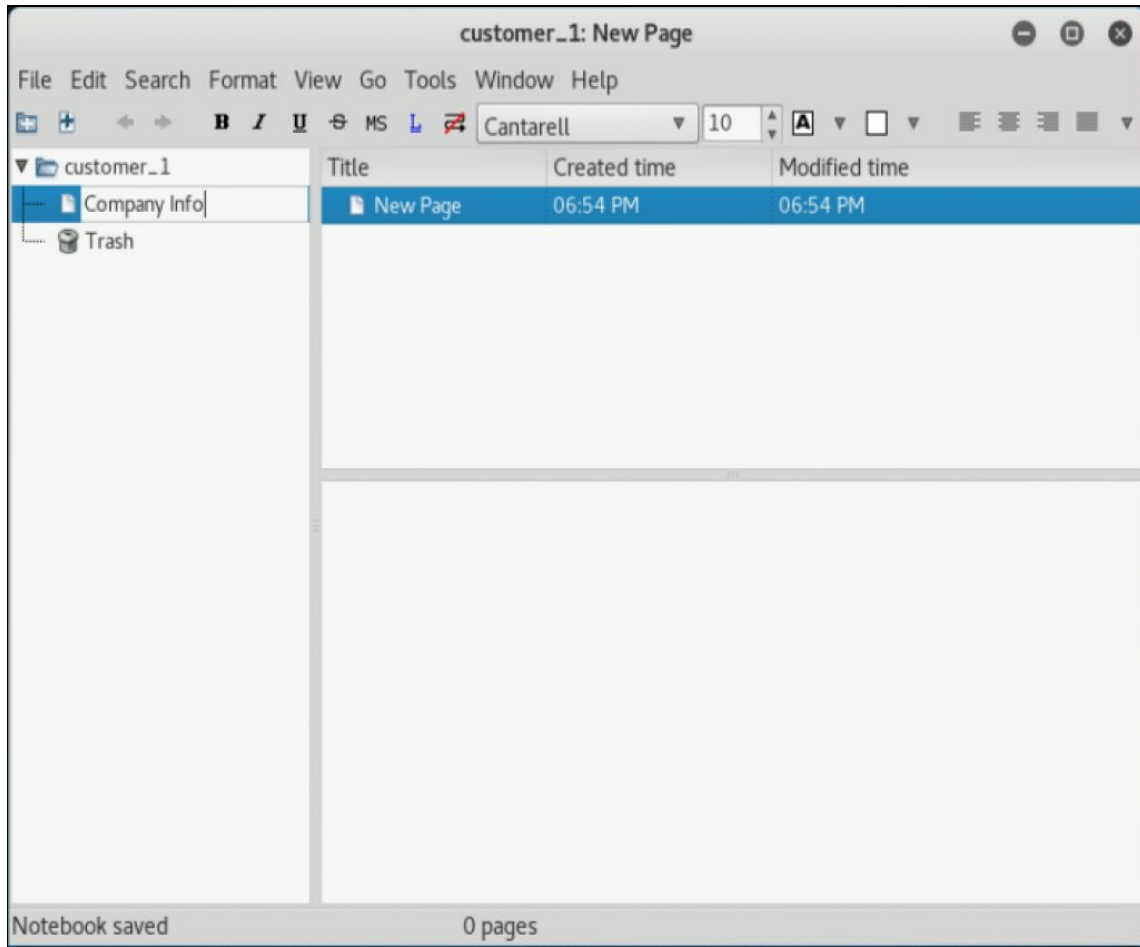 customer_1: New Page
File Edit Search Format View Go Tools Window Help
B I U S MS L Cantarell 10 A
customer_1 Title Created time Modified time
Company Info New Page 06:54 PM 06:54 PM
Trash
Notebook saved 0 pages